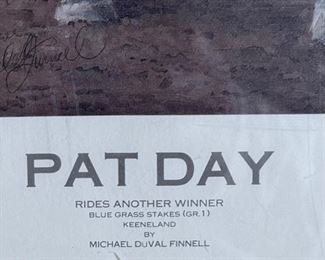 PAT DAY
RIDES ANOTHER WINNER
BLUE GRASS STAKES (GR.1)
KEENELAND
BY
MICHAEL DUVAL FINNELL